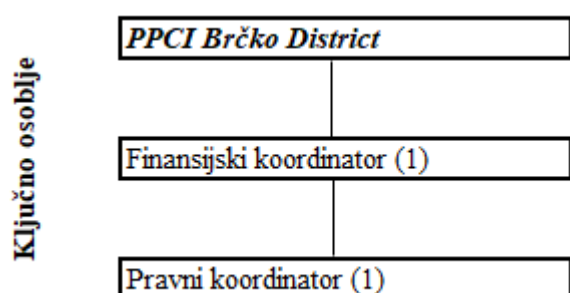 Ključno osoblje
PPCI Brčko District
Finansijski koordinator (1)
Pravni koordinator (1)